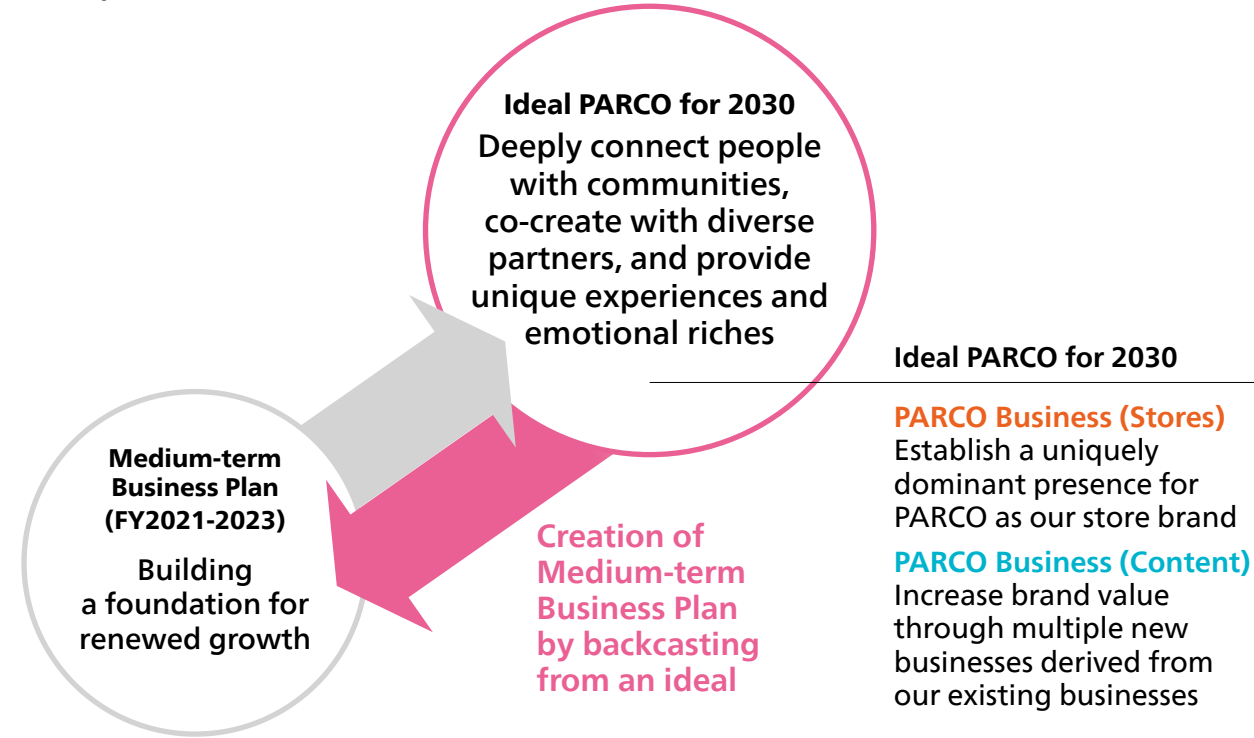 Ideal PARCO for 2030
Deeply connect people
with communities,
co-create with diverse
partners, and provide
unique experiences and
emotional riches
Medium-term
Business Plan
(FY2021-2023)
Building
a foundation for
renewed growth
Creation of
Medium-term
Business Plan
by backcasting
from an ideal
Ideal PARCO for 2030
PARCO Business (Stores)
Establish a uniquely
dominant presence for
PARCO as our store brand
PARCO Business (Content)
Increase brand value
through multiple new
businesses derived from
our existing businesses